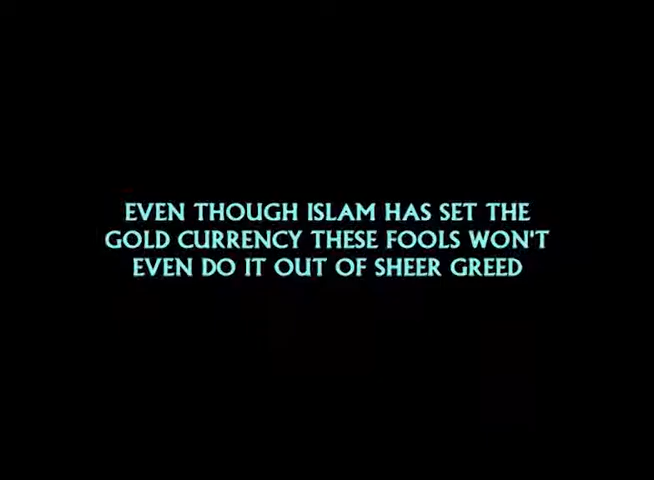 EVEN THOUGH ISLAM HAS SET THE
GOLD CURRENCY THESE FOOLS WON'T
EVEN DO IT OUT OF SHEER GREED